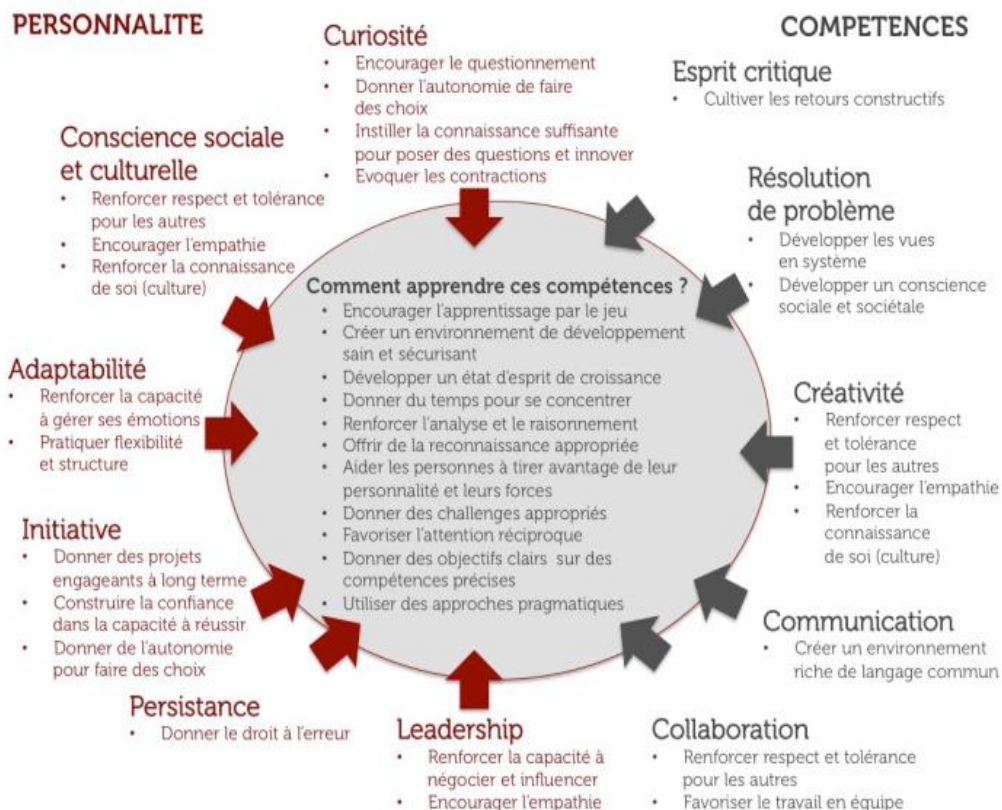 PERSONNALITE
COMPETENCES
Curiosité
• Encourager le questionnement
• Donner l'autonomie de faire
des choix
• Instiller la connaissance suffisante
pour poser des questions et innover
• Evoquer les contractions
Esprit critique
• Cultiver les retours constructifs
Conscience sociale
et culturelle
• Renforcer respect et tolérance
pour les autres
• Encourager l'empathie
• Renforcer la connaissance
de soi (culture)
Résolution
de problème
• Développer les vues
en système
• Développer un conscience
sociale et sociétale
Comment apprendre ces compétences ?
• Encourager l'apprentissage par le jeu
• Créer un environnement de développement
sain et sécurisant
• Développer un état d'esprit de croissance
• Donner du temps pour se concentrer
• Renforcer l'analyse et le raisonnement
• Offrir de la reconnaissance appropriée
• Aider les personnes à tirer avantage de leur
personnalité et leurs forces
• Donner des challenges appropriés
• Favoriser l'attention réciproque
• Donner des objectifs clairs sur des
compétences précises
• Utiliser des approches pragmatiques
Adaptabilité
• Renforcer la capacité
à gérer ses émotions
• Pratiquer flexibilité
et structure
Créativité
• Renforcer respect
et tolérance
pour les autres
• Encourager l'empathie
• Renforcer la
connaissance
de soi (culture)
Initiative
• Donner des projets
engageants à long terme
• Construire la confiance
dans la capacité à réussir
• Donner de l'autonomie
pour faire des choix
Communication
• Créer un environnement
riche de langage commun
Persistance
• Donner le droit à l'erreur
Leadership
• Renforcer la capacité à
négocier et influencer
• Encourager l'empathie
Collaboration
• Renforcer respect et tolérance
pour les autres
• Favoriser le travail en équipe